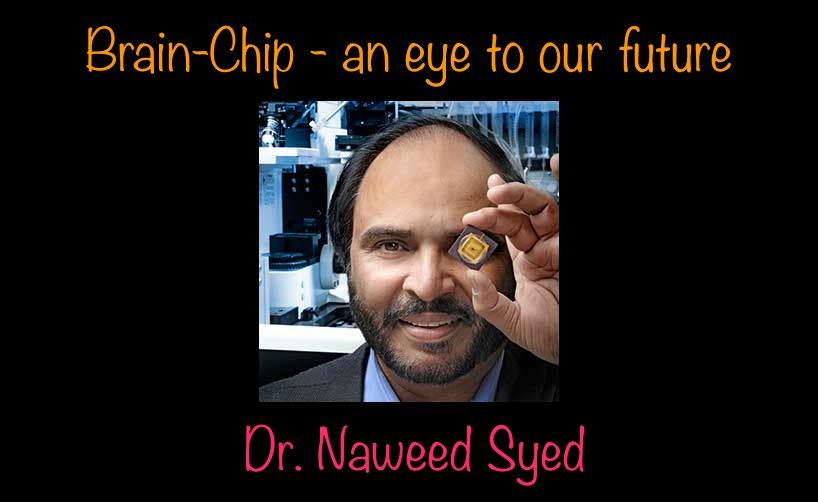 Brain-Chip - an eye to our future
Dr. Naweed Syed